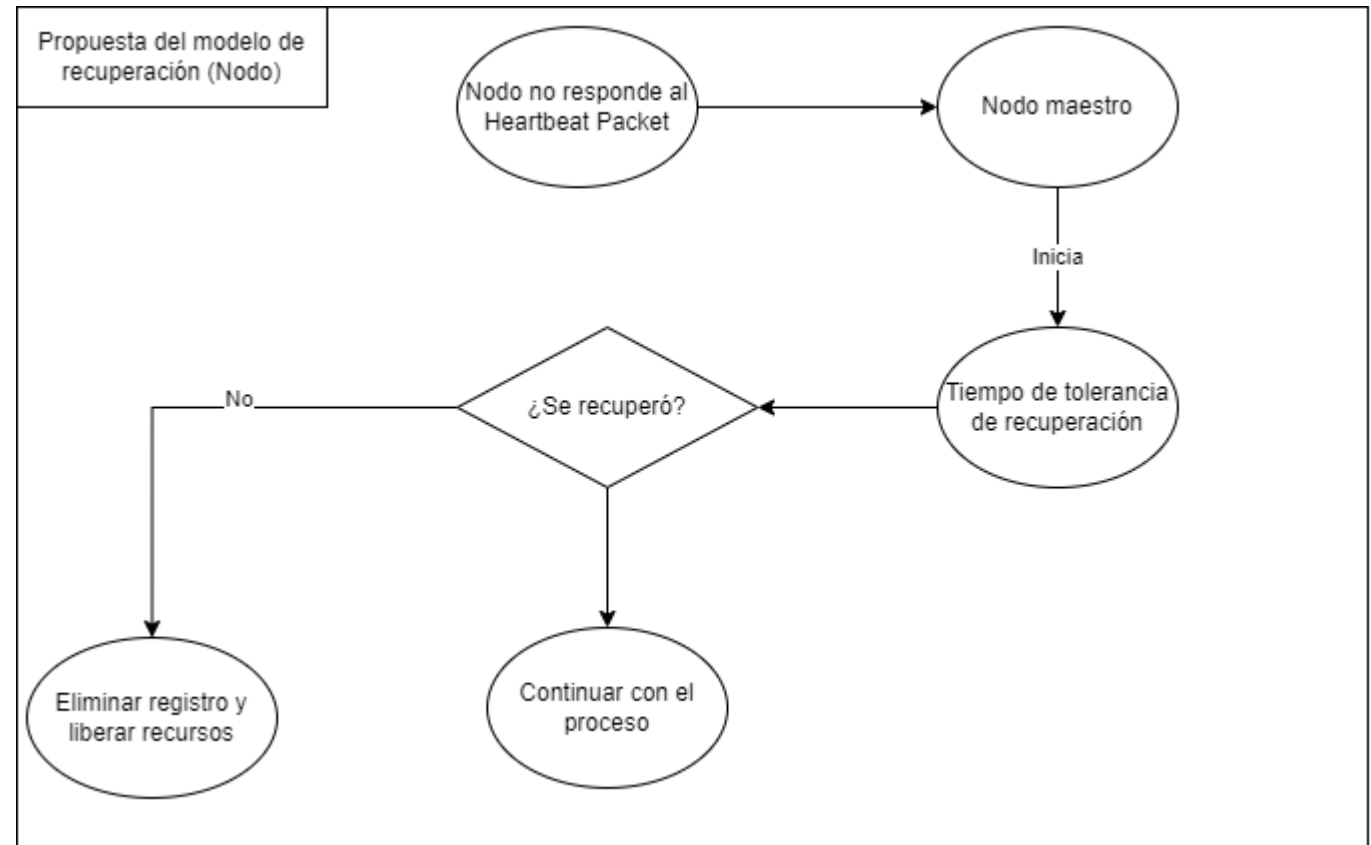 Propuesta del modelo de
recuperación (Nodo)
Nodo no responde al
Heartbeat Packet
Nodo maestro
Inicia
Tiempo de tolerancia
de recuperación
¿Se recuperó?
No
Eliminar registro y
liberar recursos
Continuar con el
proceso